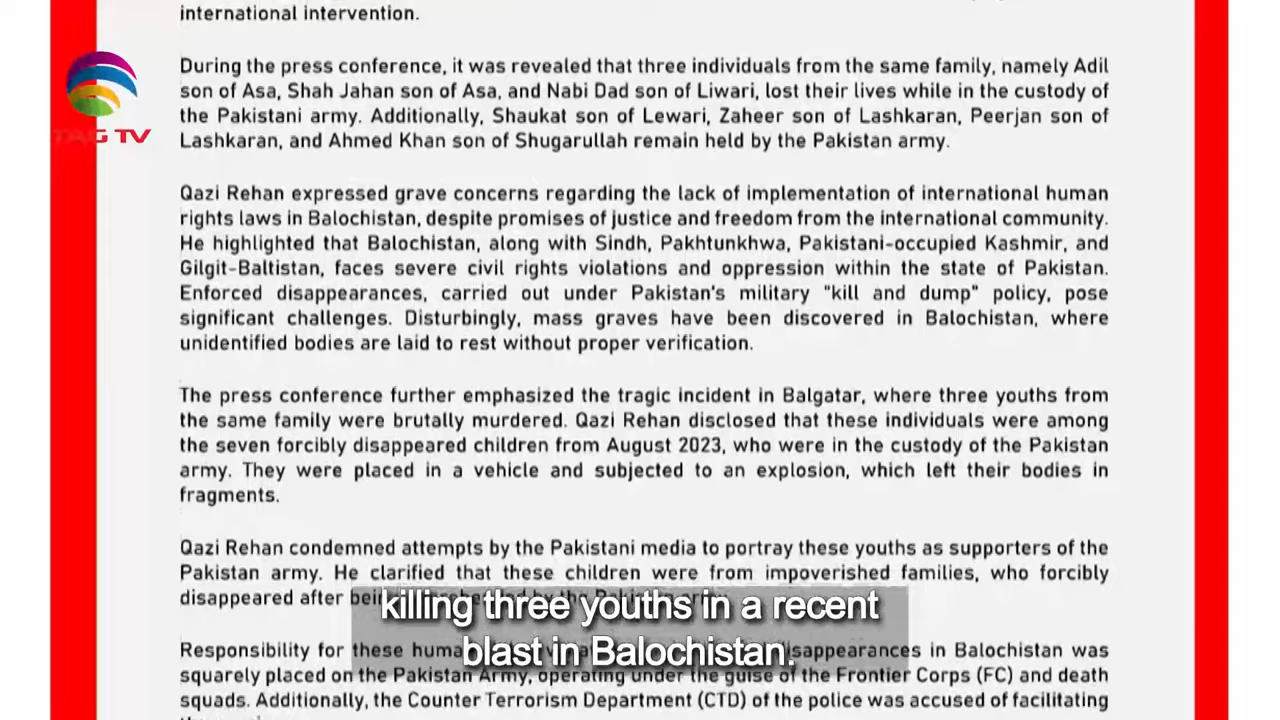 international intervention.
During the press conference, it was revealed that three individuals from the same family, namely Adil
son of Asa, Shah Jahan son of Asa, and Nabi Dad son of Liwari, lost their lives while in the custody of
the Pakistani army. Additionally, Shaukat son of Lewari, Zaheer son of Lashkaran, Peerjan son of
Lashkaran, and Ahmed Khan son of Shugarullah remain held by the Pakistan army.
TAG TV
Qazi Rehan expressed grave concerns regarding the lack of implementation of international human
rights laws in Balochistan, despite promises of justice and freedom from the international community.
He highlighted that Balochistan, along with Sindh, Pakhtunkhwa, Pakistani-occupied Kashmir, and
Gilgit-Baltistan, faces severe civil rights violations and oppression within the state of Pakistan.
Enforced disappearances, carried out under Pakistan's military "kill and dump" policy, pose
significant challenges. Disturbingly, mass graves have been discovered in Balochistan, where
unidentified bodies are laid to rest without proper verification.
The press conference further emphasized the tragic incident in Balgatar, where three youths from
the same family were brutally murdered. Qazi Rehan disclosed that these individuals were among
the seven forcibly disappeared children from August 2023, who were in the custody of the Pakistan
army. They were placed in a vehicle and subjected to an explosion, which left their bodies in
fragments.
Qazi Rehan condemned attempts by the Pakistani media to portray these youths as supporters of the
Pakistan army. He clarified that these children were from impoverished families, who forcibly
disappeared after
killing three youths in a recent
blast in Balochistan.
Responsibility for these disappearances in Balochistan was
squarely placed on the Pakistan Army, operating under the guise of the Frontier Corps (FC) and death
squads. Additionally, the Counter Terrorism Department (CTD) of the police was accused of facilitating